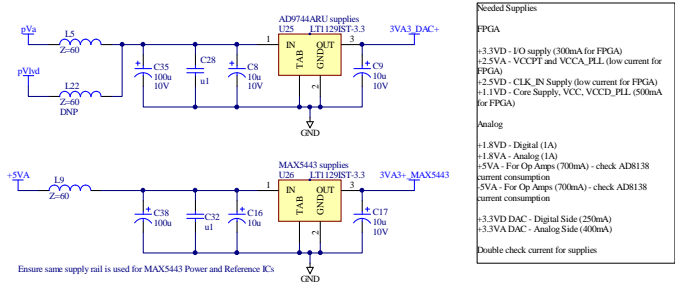 AD9744ARU supplies
U25 LT1129IST-3.3
pVa
L5
Z=60
pVlvd
L22
Z=60
DNP
C35
100u
10V
C28
u1
C8
10u
10V
1
IN OUT
TAB
GND
2
3
3VA3_DAC+
C9
10u
10V
GND
MAX5443 supplies
U26 LT1129IST-3.3
+5VA
L9
Z=60
C38
100u
C32
u1
C16
10u
1
IN OUT
TAB
GND
2
3
3VA3+_MAX5443
C17
10u
10V
GND
Ensure same supply rail is used for MAX5443 Power and Reference ICs
Needed Supplies
FPGA
+3.3VD - I/O supply (300mA for FPGA)
+2.5VA - VCCPT and VCCA_PLL (low current for
FPGA)
+2.5VD - CLK_IN Supply (low current for FPGA)
+1.1VD - Core Supply, VCC, VCCD_PLL (500mA
for FPGA)
Analog
+1.8VD - Digital (1A)
+1.8VA - Analog (1A)
+5VA - For Op Amps (700mA) - check AD8138
current consumption
-5VA - For Op Amps (700mA) - check AD8138
current consumption
+3.3VD DAC - Digital Side (250mA)
+3.3VA DAC - Analog Side (400mA)
Double check current for supplies